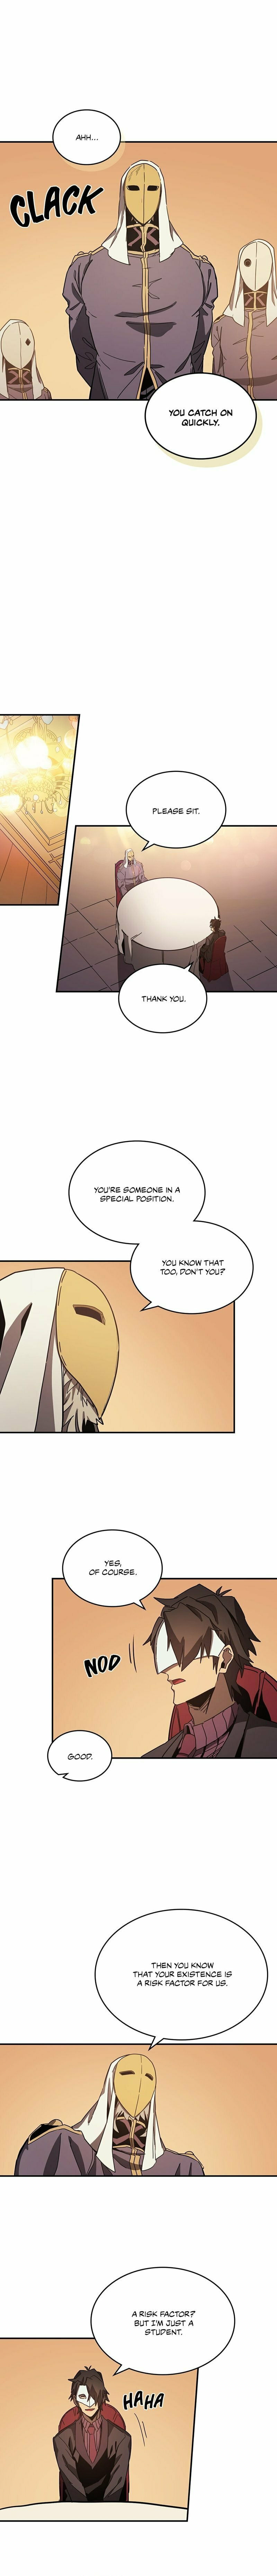 AHH...
CLACK
YOU CATCH ON
QUICKLY.
PLEASE SIT.
THANK YOU.
YOU'RE SOMEONE IN A
SPECIAL POSITION.
YOU KNOW THAT
TOO, DON'T YOU?
YES,
OF COURSE.
NOD
GOOD.
THEN YOU KNOW
THAT YOUR EXISTENCE IS
A RISK FACTOR FOR US.
A RISK FACTOR?
BUT I'M JUST A
STUDENT.
HAHA